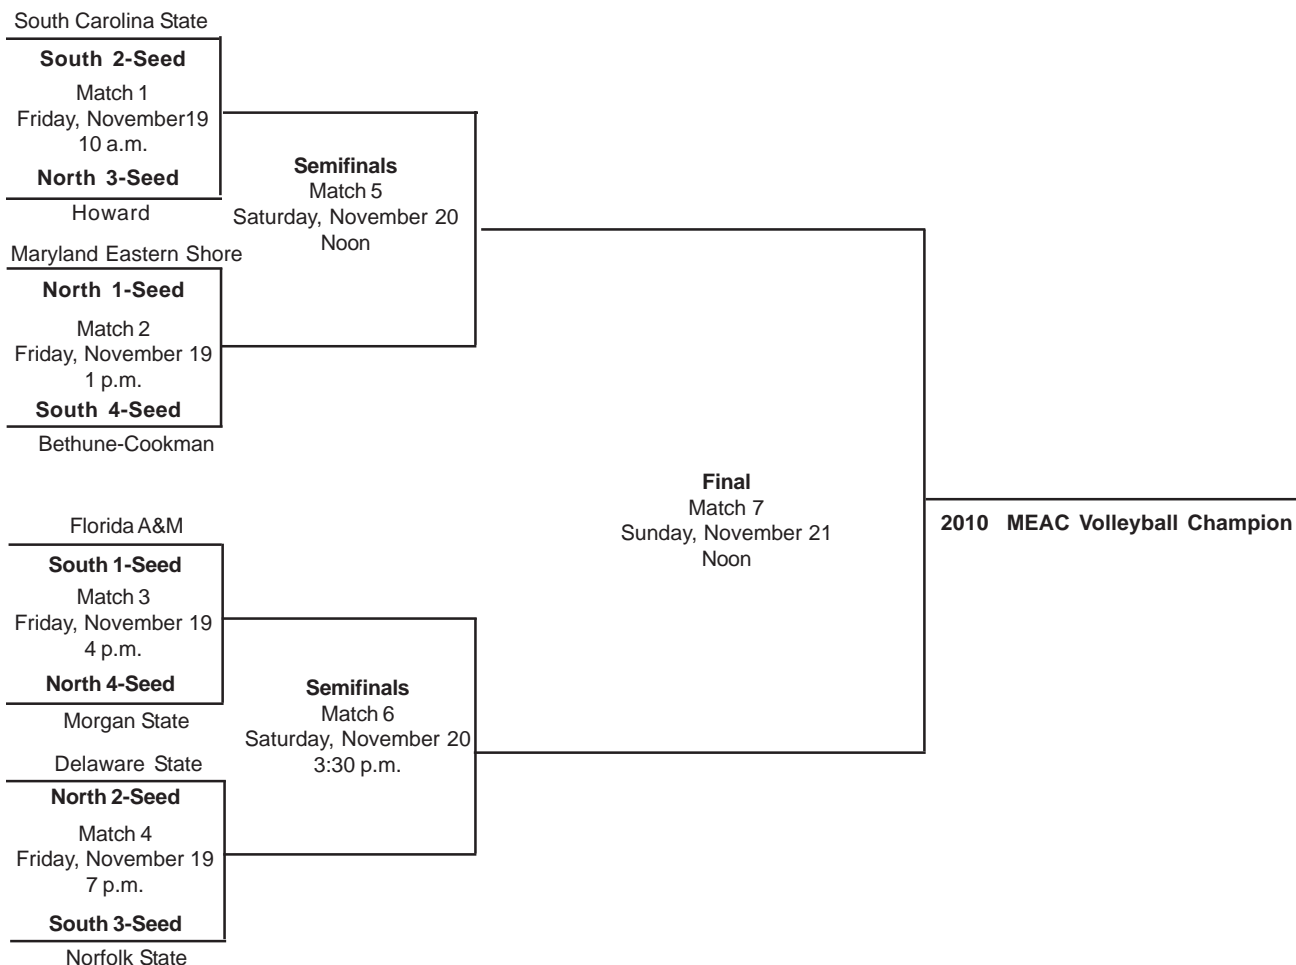 South Carolina State
South 2-Seed
Match 1
Friday, November19
10 a.m.
North 3-Seed
Howard
Maryland Eastern Shore
North 1-Seed
Match 2
Friday, November 19
1 p.m.
South 4-Seed
Bethune-Cookman
Semifinals
Match 5
Saturday, November 20
Noon
Florida A&M
South 1-Seed
Match 3
Friday, November 19
4 p.m.
North 4-Seed
Morgan State
Delaware State
North 2-Seed
Match 4
Friday, November 19
7 p.m.
South 3-Seed
Norfolk State
Semifinals
Match 6
Saturday, November 20
3:30 p.m.
Final
Match 7
Sunday, November 21
Noon
2010 MEAC Volleyball Champion